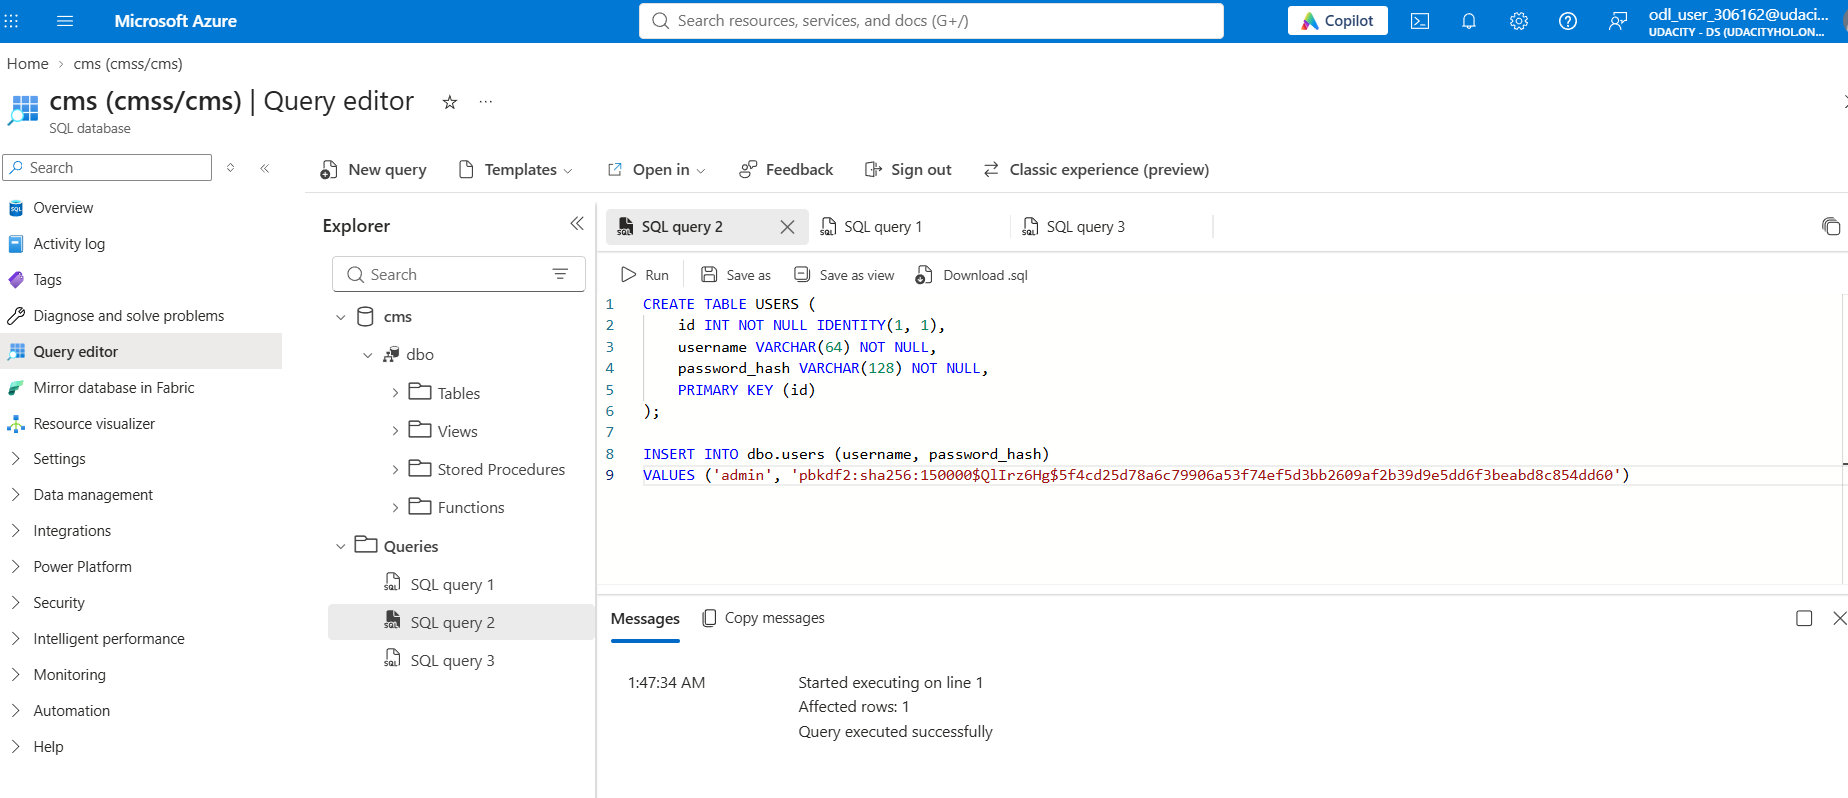 Microsoft Azure
Search resources, services, and docs (G+/)
Copilot
odl_user_306162@udaci...
UDACITY - DS (UDACITYHOL.ON...
Home > cms (cmss/cms)
cms (cmss/cms) | Query editor
SQL database
Search
Overview
Activity log
Tags
Diagnose and solve problems
Query editor
Mirror database in Fabric
Resource visualizer
Settings
Data management
Integrations
Power Platform
Security
Intelligent performance
Monitoring
Automation
Help
New query
Templates
Open in
Feedback
Sign out
Classic experience (preview)
Explorer
Search
cms
dbo
Tables
Views
Stored Procedures
Functions
Queries
SQL query 1
SQL query 2
SQL query 3
SQL query 2
SQL query 1
SQL query 3
Run
Save as
Save as view
Download .sql
1 CREATE TABLE USERS (
2 id INT NOT NULL IDENTITY(1, 1),
3 username VARCHAR(64) NOT NULL,
4 password_hash VARCHAR(128) NOT NULL,
5 PRIMARY KEY (id)
6 );
7
8 INSERT INTO dbo.users (username, password_hash)
9 VALUES ('admin', 'pbkdf2:sha256:150000$QlIrz6Hg$5f4cd25d78a6c79906a53f74ef5d3bb2609af2b39d9e5dd6f3beabd8c854dd60')
Messages
Copy messages
1:47:34 AM
Started executing on line 1
Affected rows: 1
Query executed successfully